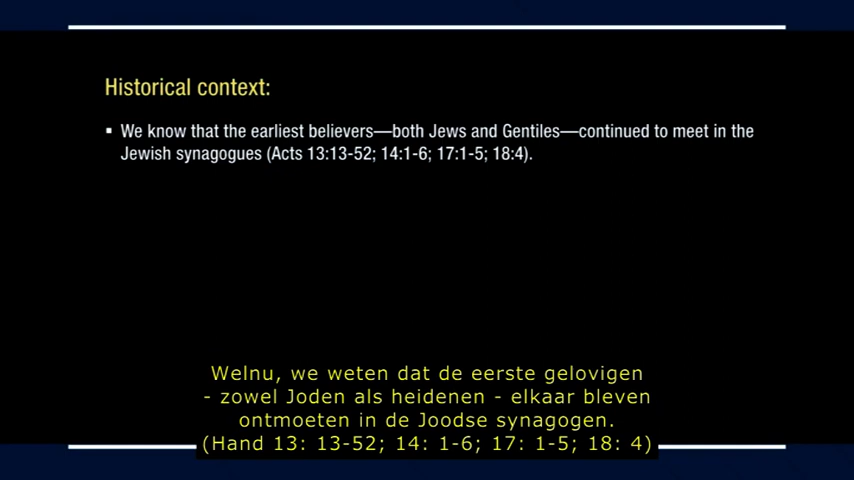 Historical context:
▪ We know that the earliest believers—both Jews and Gentiles—continued to meet in the
Jewish synagogues (Acts 13:13-52; 14:1-6; 17:1-5; 18:4).
Welnu, we weten dat de eerste gelovigen
- zowel Joden als heidenen - elkaar bleven
ontmoeten in de Joodse synagogen.
(Hand 13: 13-52; 14: 1-6; 17: 1-5; 18: 4)